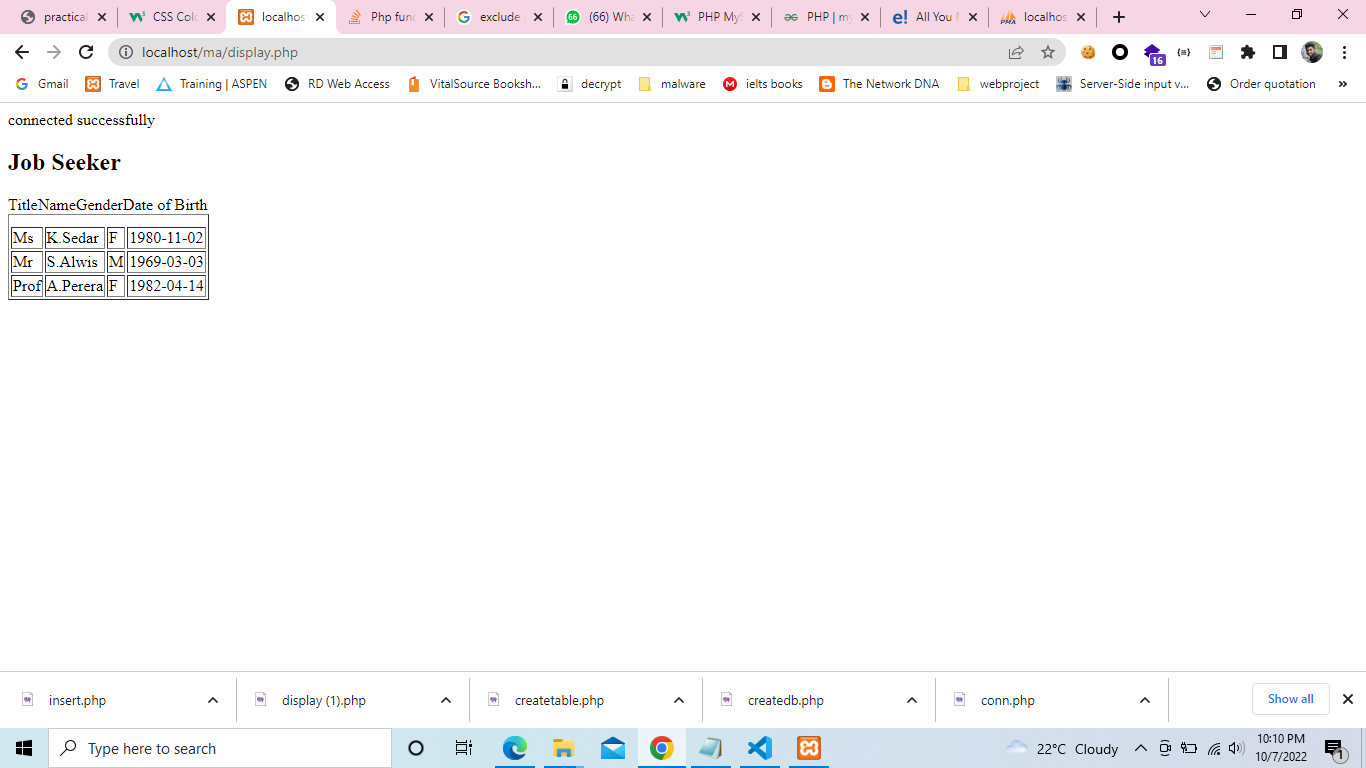 practical CSS Colo localhos Php func exclude (66) Wha PHP MyS PHP | my All You localhos
localhost/ma/display.php
16
Gmail Travel Training | ASPEN RD Web Access VitalSource Booksh... decrypt malware ielts books The Network DNA webproject Server-Side input v... Order quotation »
connected successfully
Job Seeker
TitleNameGenderDate of Birth
Ms K.Sedar F 1980-11-02
Mr S.Alwis M 1969-03-03
Prof A.Perera F 1982-04-14
insert.php display (1).php createtable.php createdb.php conn.php Show all
Type here to search 22°C Cloudy 10:10 PM
10/7/2022 1